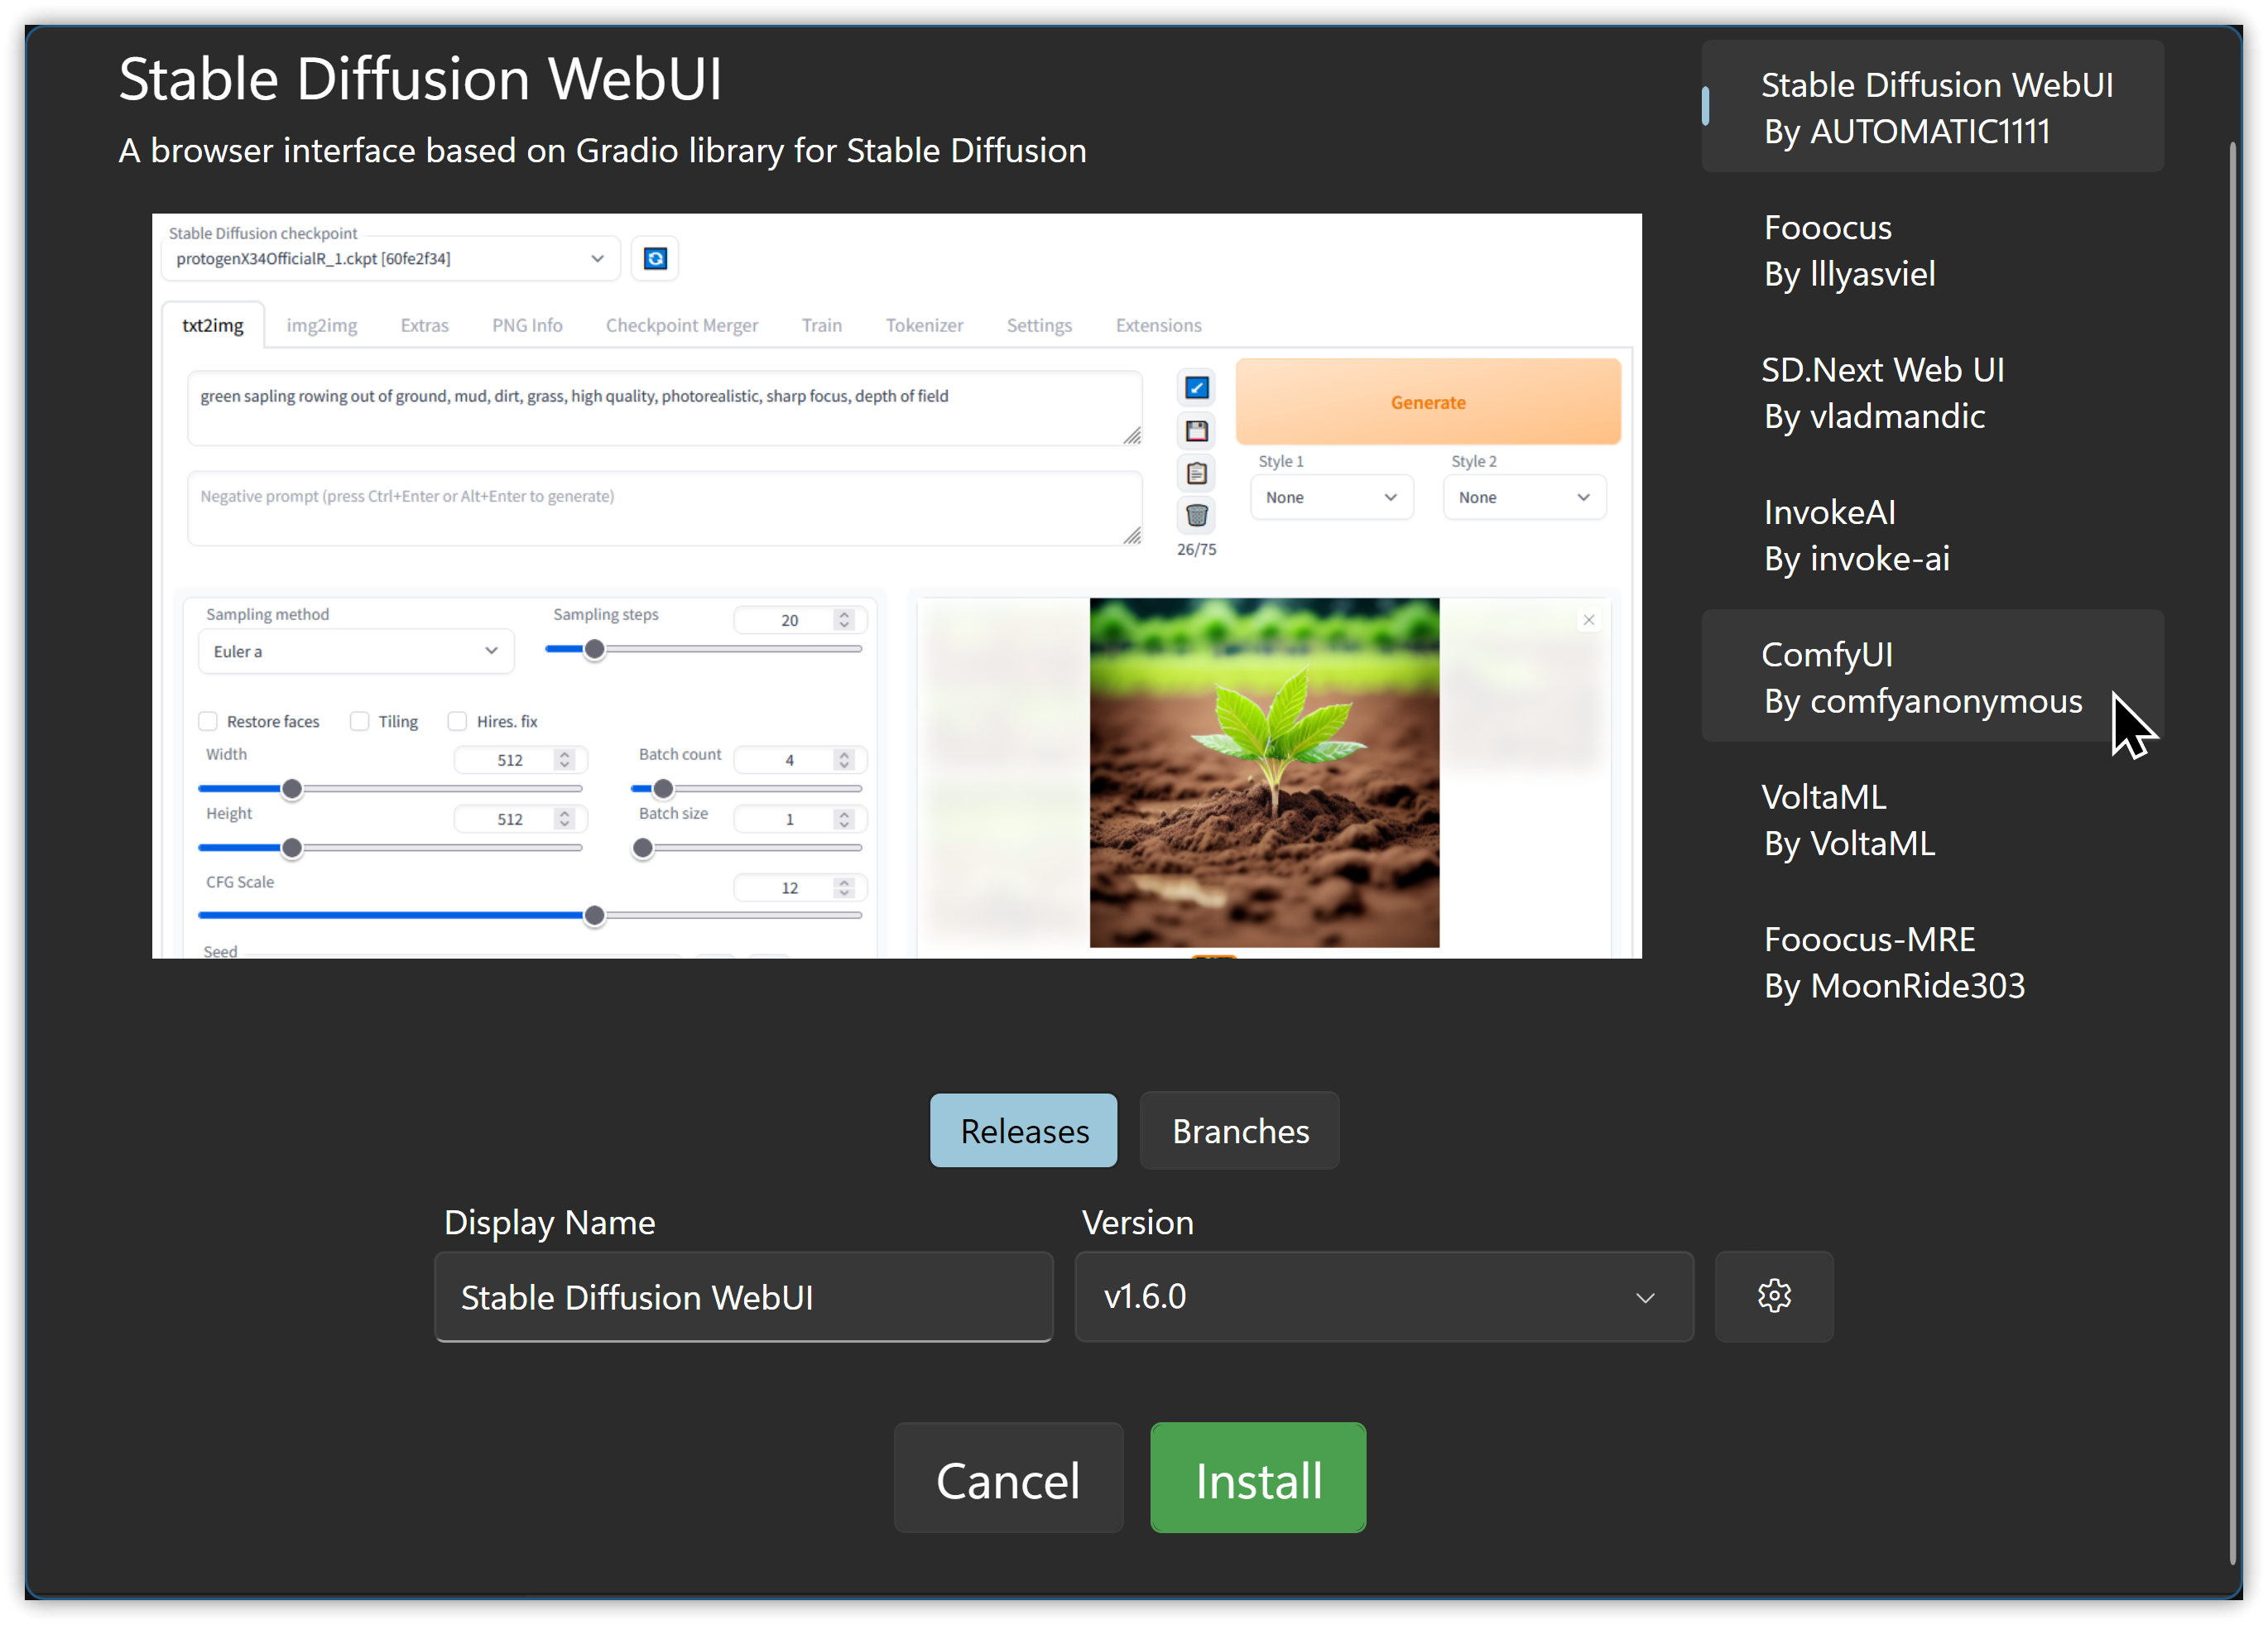 Stable Diffusion WebUI
A browser interface based on Gradio library for Stable Diffusion
Stable Diffusion checkpoint
protogenX34OfficialR_1.ckpt [60fe2f34]
txt2img img2img Extras PNG Info Checkpoint Merger Train Tokenizer Settings Extensions
green sapling rowing out of ground, mud, dirt, grass, high quality, photorealistic, sharp focus, depth of field
Generate
Negative prompt (press Ctrl+Enter or Alt+Enter to generate)
Style 1 Style 2
None None
26/75
Sampling method Sampling steps 20
Euler a
Restore faces Tiling Hires. fix
Width 512 Batch count 4
Height 512 Batch size 1
CFG Scale 12
Seed
Stable Diffusion WebUI
By AUTOMATIC1111
Fooocus
By lllyasviel
SD.Next Web UI
By vladmandic
InvokeAI
By invoke-ai
ComfyUI
By comfyanonymous
VoltaML
By VoltaML
Fooocus-MRE
By MoonRide303
Releases Branches
Display Name Version
Stable Diffusion WebUI v1.6.0
Cancel Install